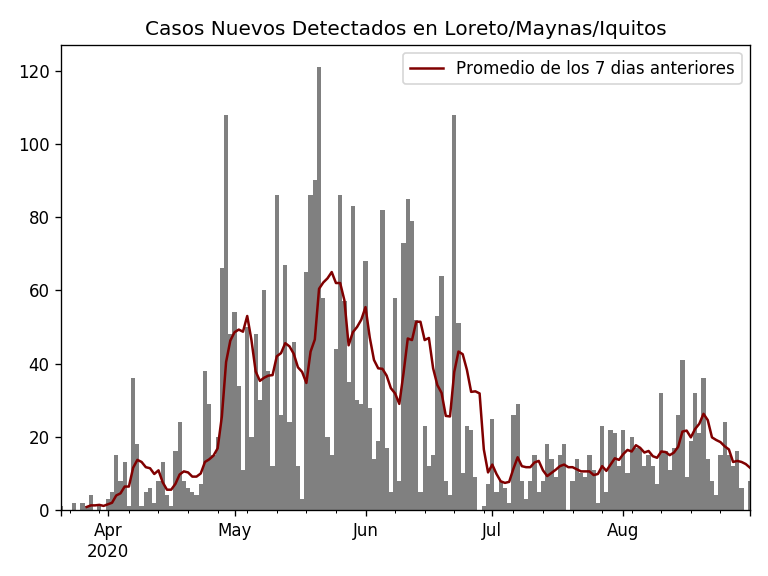 Casos Nuevos Detectados en Loreto/Maynas/Iquitos
Promedio de los 7 dias anteriores
120
100
80
60
40
20
0
Apr
2020
May
Jun
Jul
Aug